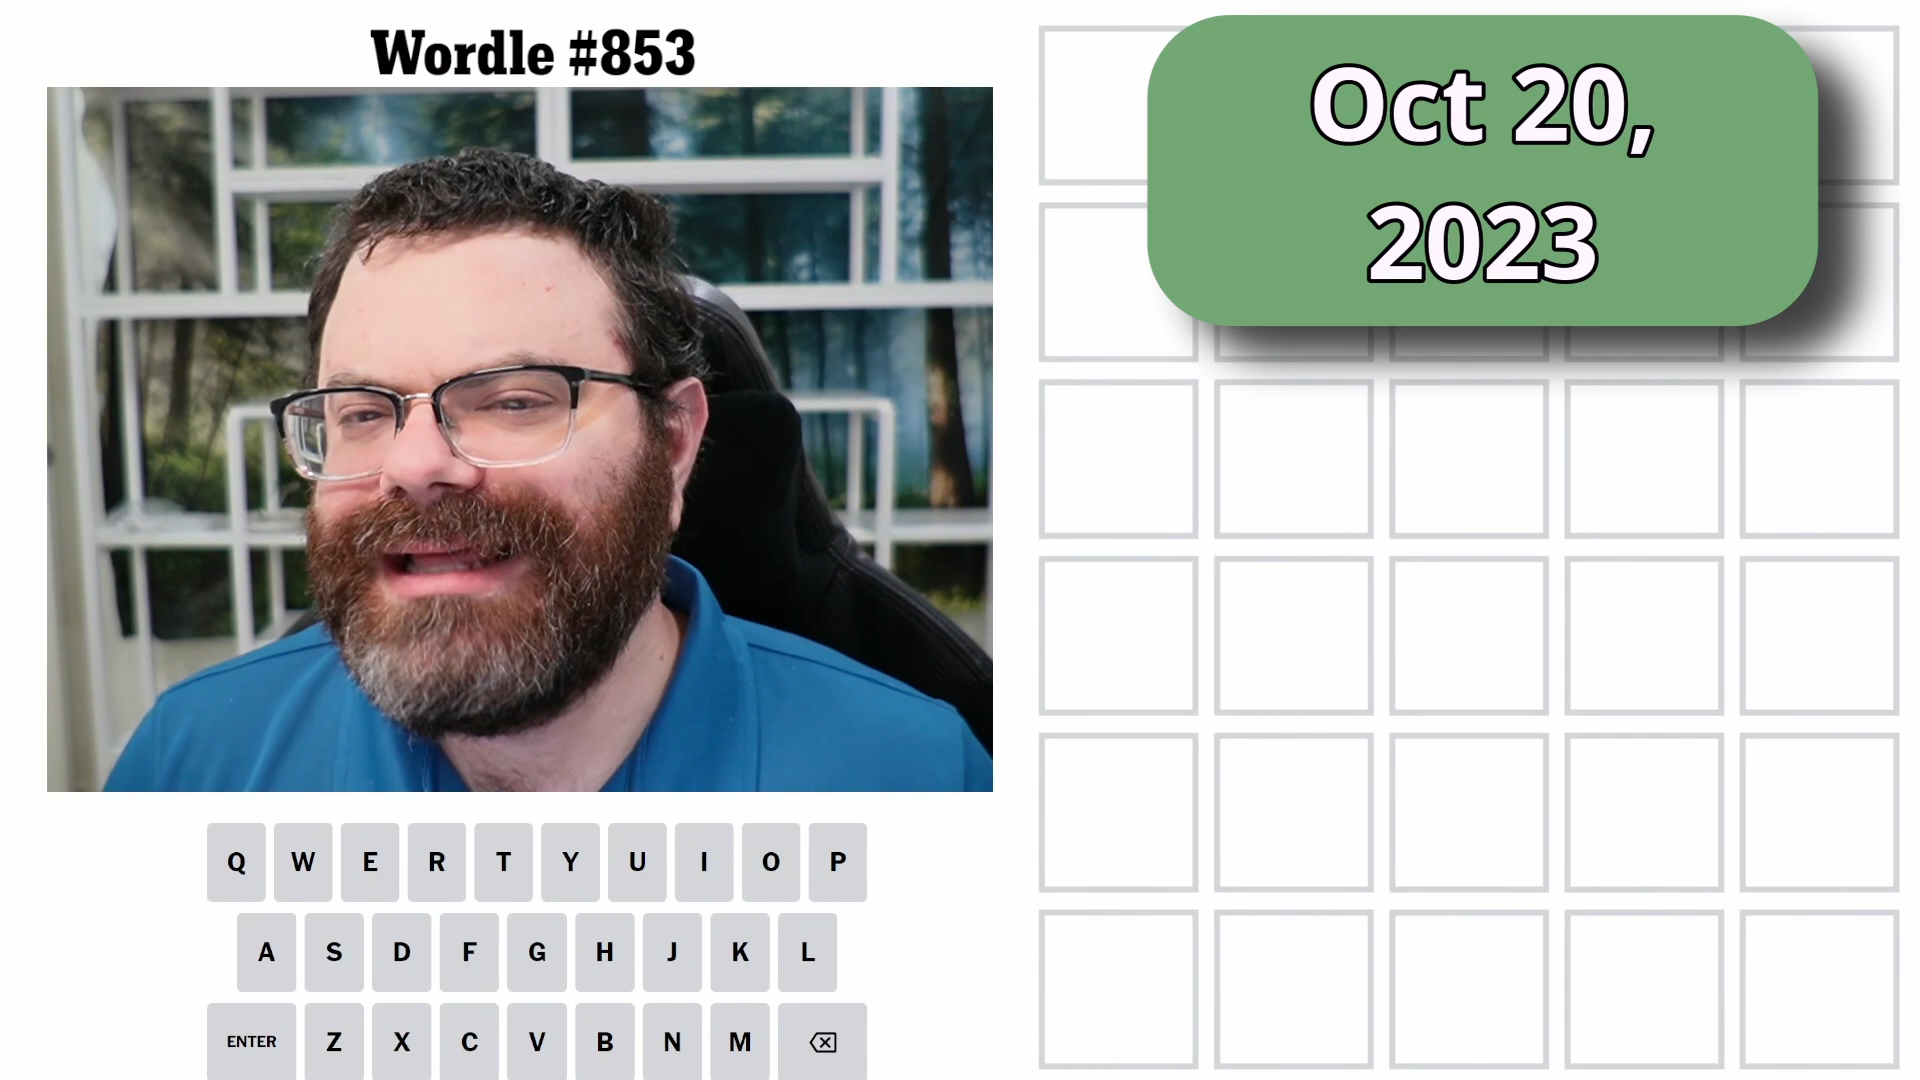 Wordle #853
Oct 20,
2023
Q W E R T Y U I O P
A S D F G H J K L
ENTER Z X C V B N M